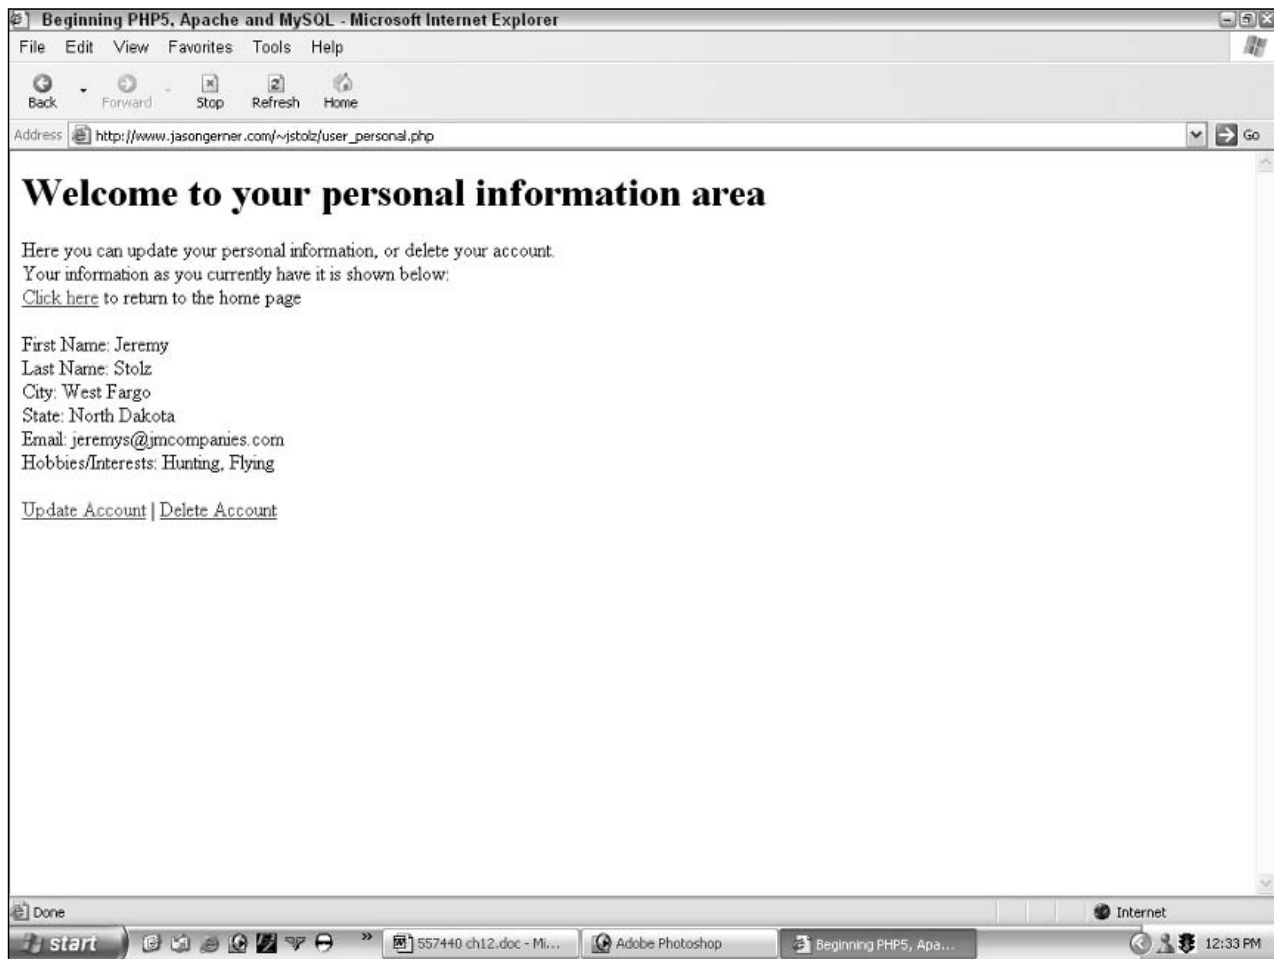 Beginning PHP5, Apache and MySQL - Microsoft Internet Explorer
File Edit View Favorites Tools Help
Back Forward Stop Refresh Home
Address http://www.jasongerner.com/~jstolz/user_personal.php Go
Welcome to your personal information area
Here you can update your personal information, or delete your account.
Your information as you currently have it is shown below:
Click here to return to the home page
First Name: Jeremy
Last Name: Stolz
City: West Fargo
State: North Dakota
Email: jeremys@jmcompanies.com
Hobbies/Interests: Hunting, Flying
Update Account | Delete Account
Done Internet
start » 557440 ch12.doc - Mi... Adobe Photoshop Beginning PHP5, Apa... 12:33 PM